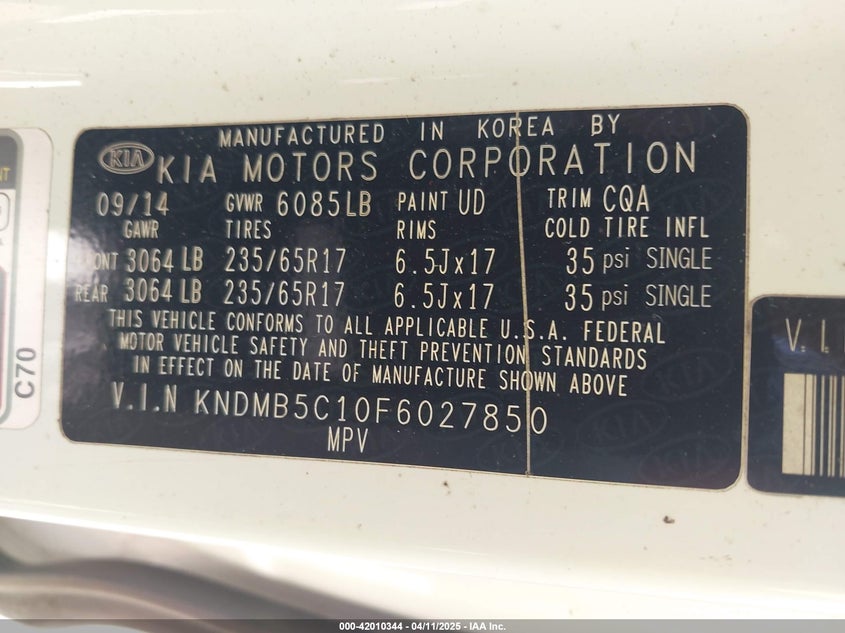 MANUFACTURED IN KOREA BY
KIA KIA MOTORS CORPORATION
09/14 GVWR 6085LB PAINT UD TRIM CQA
GAWR TIRES RIMS COLD TIRE INFL
FRONT 3064 LB 235/65R17 6.5Jx17 35 psi SINGLE
REAR 3064 LB 235/65R17 6.5Jx17 35 psi SINGLE
THIS VEHICLE CONFORMS TO ALL APPLICABLE U.S.A. FEDERAL
MOTOR VEHICLE SAFETY AND THEFT PREVENTION STANDARDS
IN EFFECT ON THE DATE OF MANUFACTURE SHOWN ABOVE
V.I.N KNDMB5C10F6027850
MPV
C70
V.I.
000-42010344 / 04/11/2025 - IAA Inc.